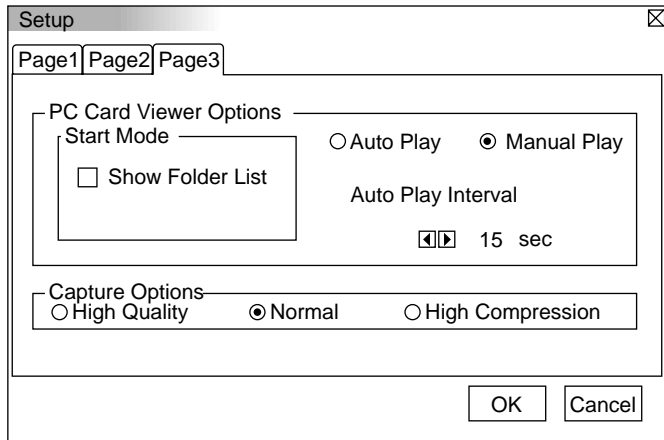 Setup
Page1 Page2 Page3
PC Card Viewer Options
Start Mode
Show Folder List
Auto Play Manual Play
Auto Play Interval
15 sec
Capture Options
High Quality Normal High Compression
OK Cancel